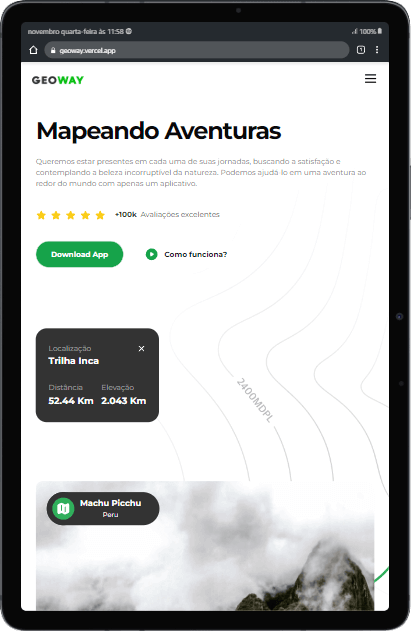 novembro quarta-feira às 11:58
100%
geoway.vercel.app
1
GEOWAY
Mapeando Aventuras
Queremos estar presentes em cada uma de suas jornadas, buscando a satisfação e
contemplando a beleza incorruptível da natureza. Podemos ajudá-lo em uma aventura ao
redor do mundo com apenas um aplicativo.
+100k Avaliações excelentes
Download App
Como funciona?
Localização
Trilha Inca
Distância Elevação
52.44 Km 2.043 Km
2400MDPL
Machu Picchu
Peru